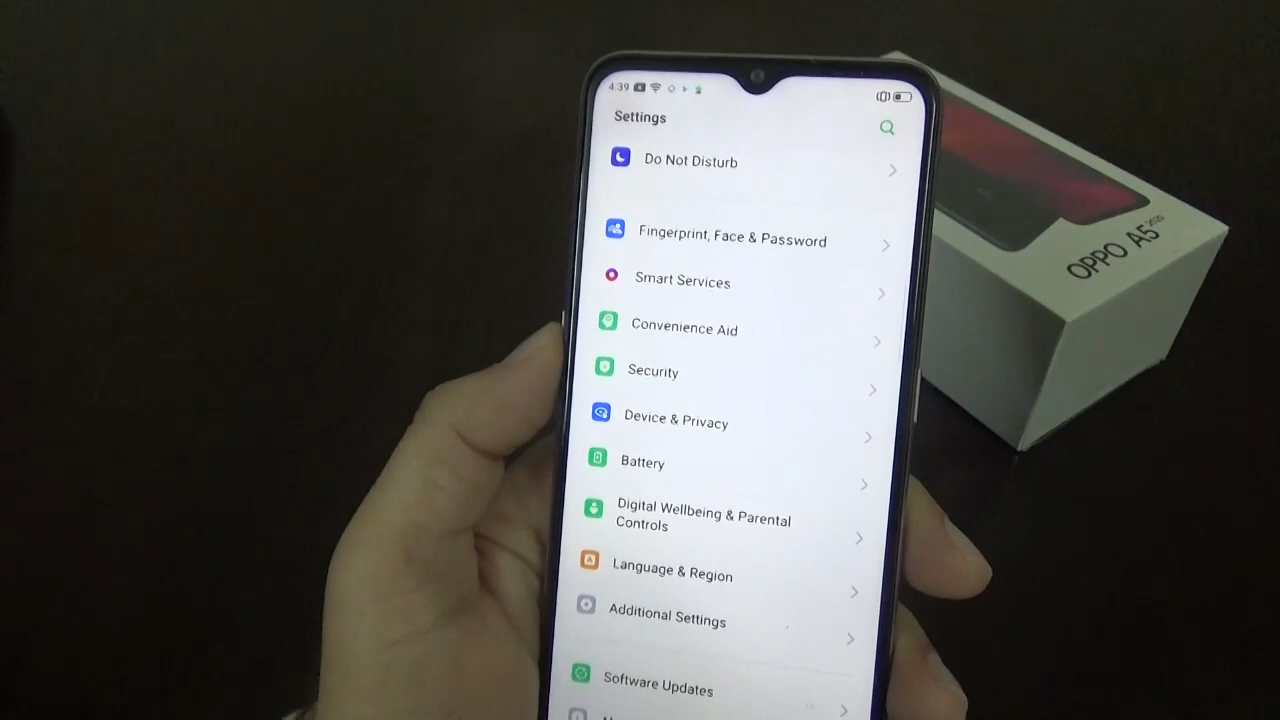 4:39
Settings
Do Not Disturb
Fingerprint, Face & Password
Smart Services
Convenience Aid
Security
Device & Privacy
Battery
Digital Wellbeing & Parental
Controls
Language & Region
Additional Settings
Software Updates
OPPO A5 2020